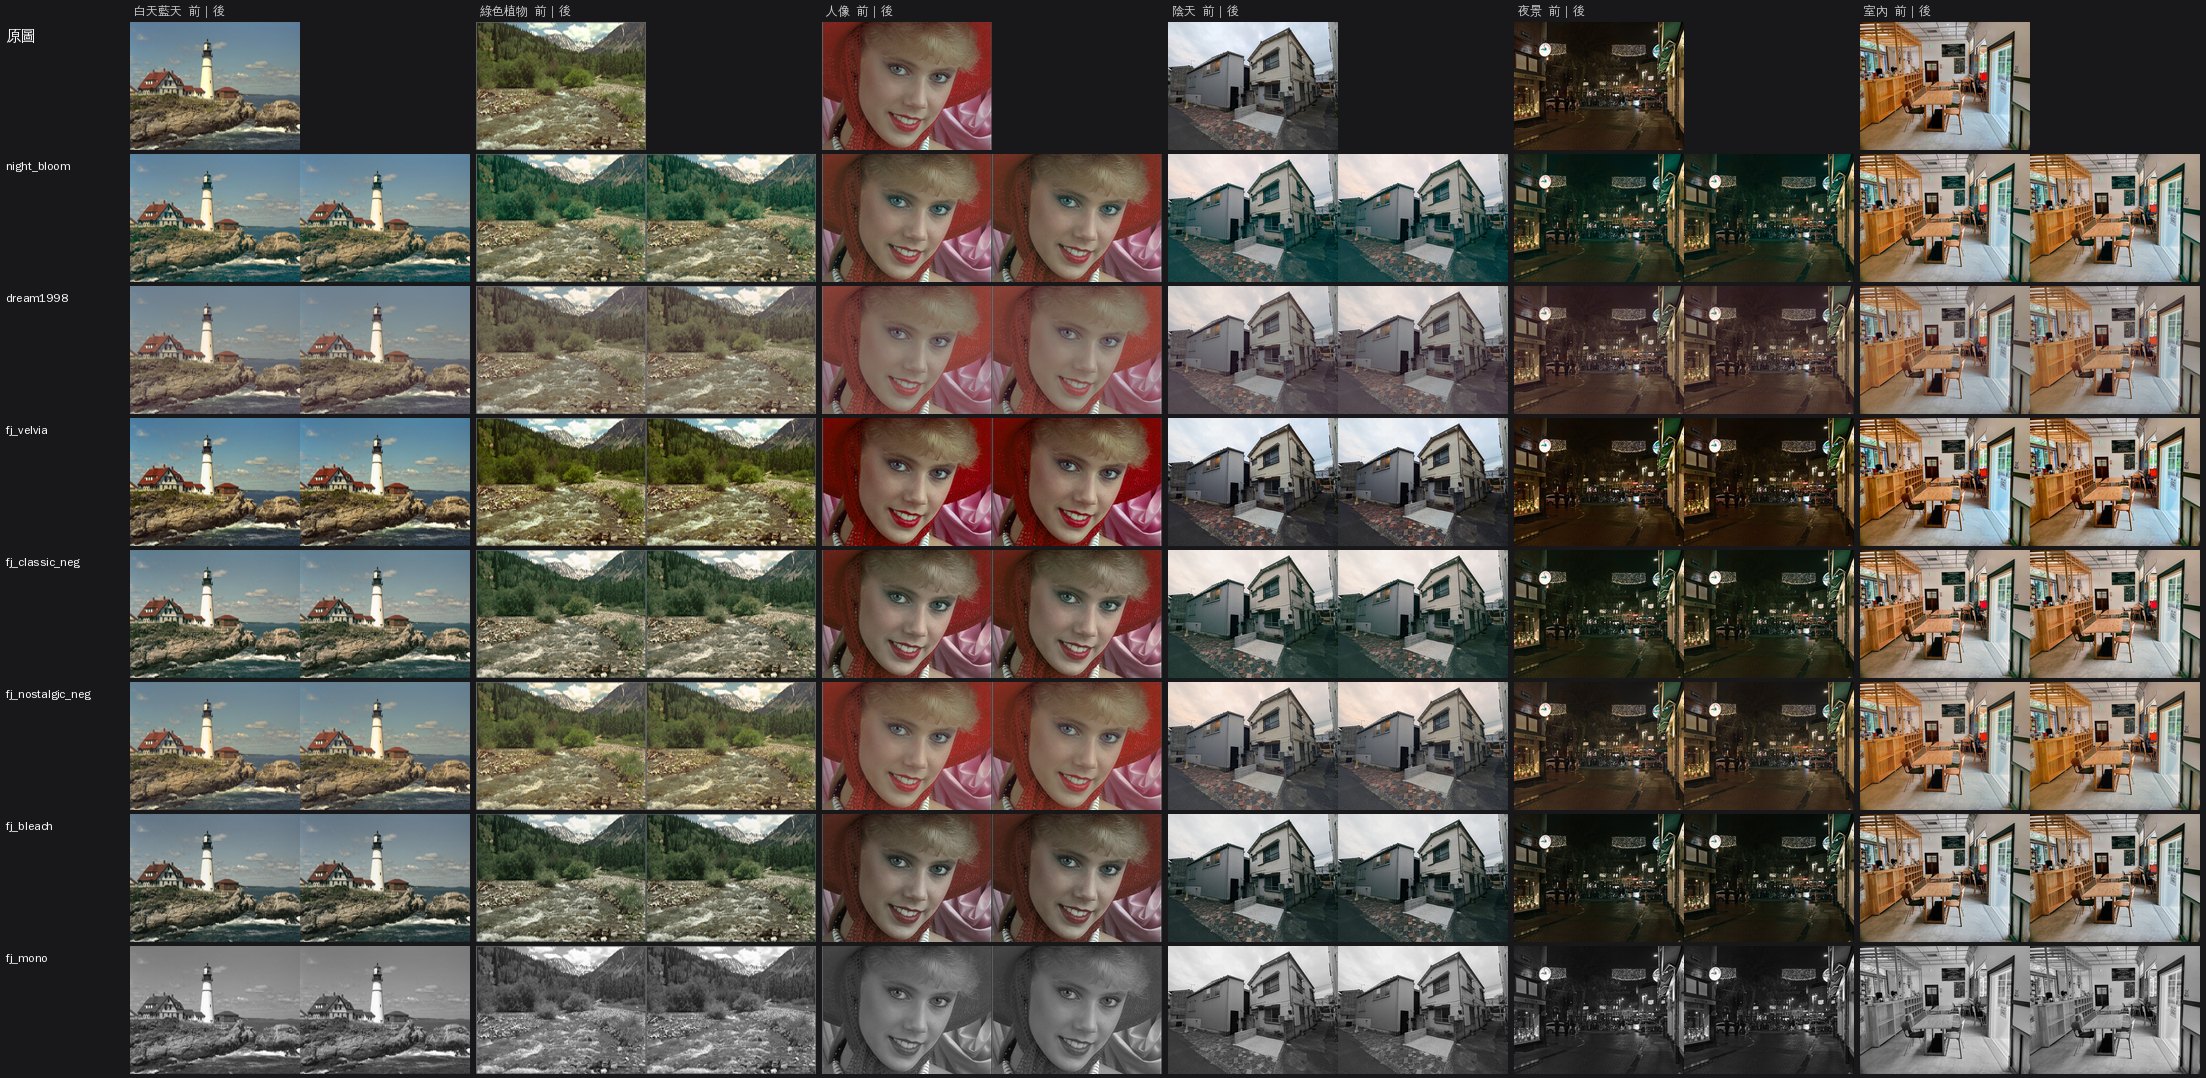 白天藍天 前 | 後
綠色植物 前 | 後
人像 前 | 後
陰天 前 | 後
夜景 前 | 後
室內 前 | 後
原圖
night_bloom
dream1998
fj_velvia
fj_classic_neg
fj_nostalgic_neg
fj_bleach
fj_mono